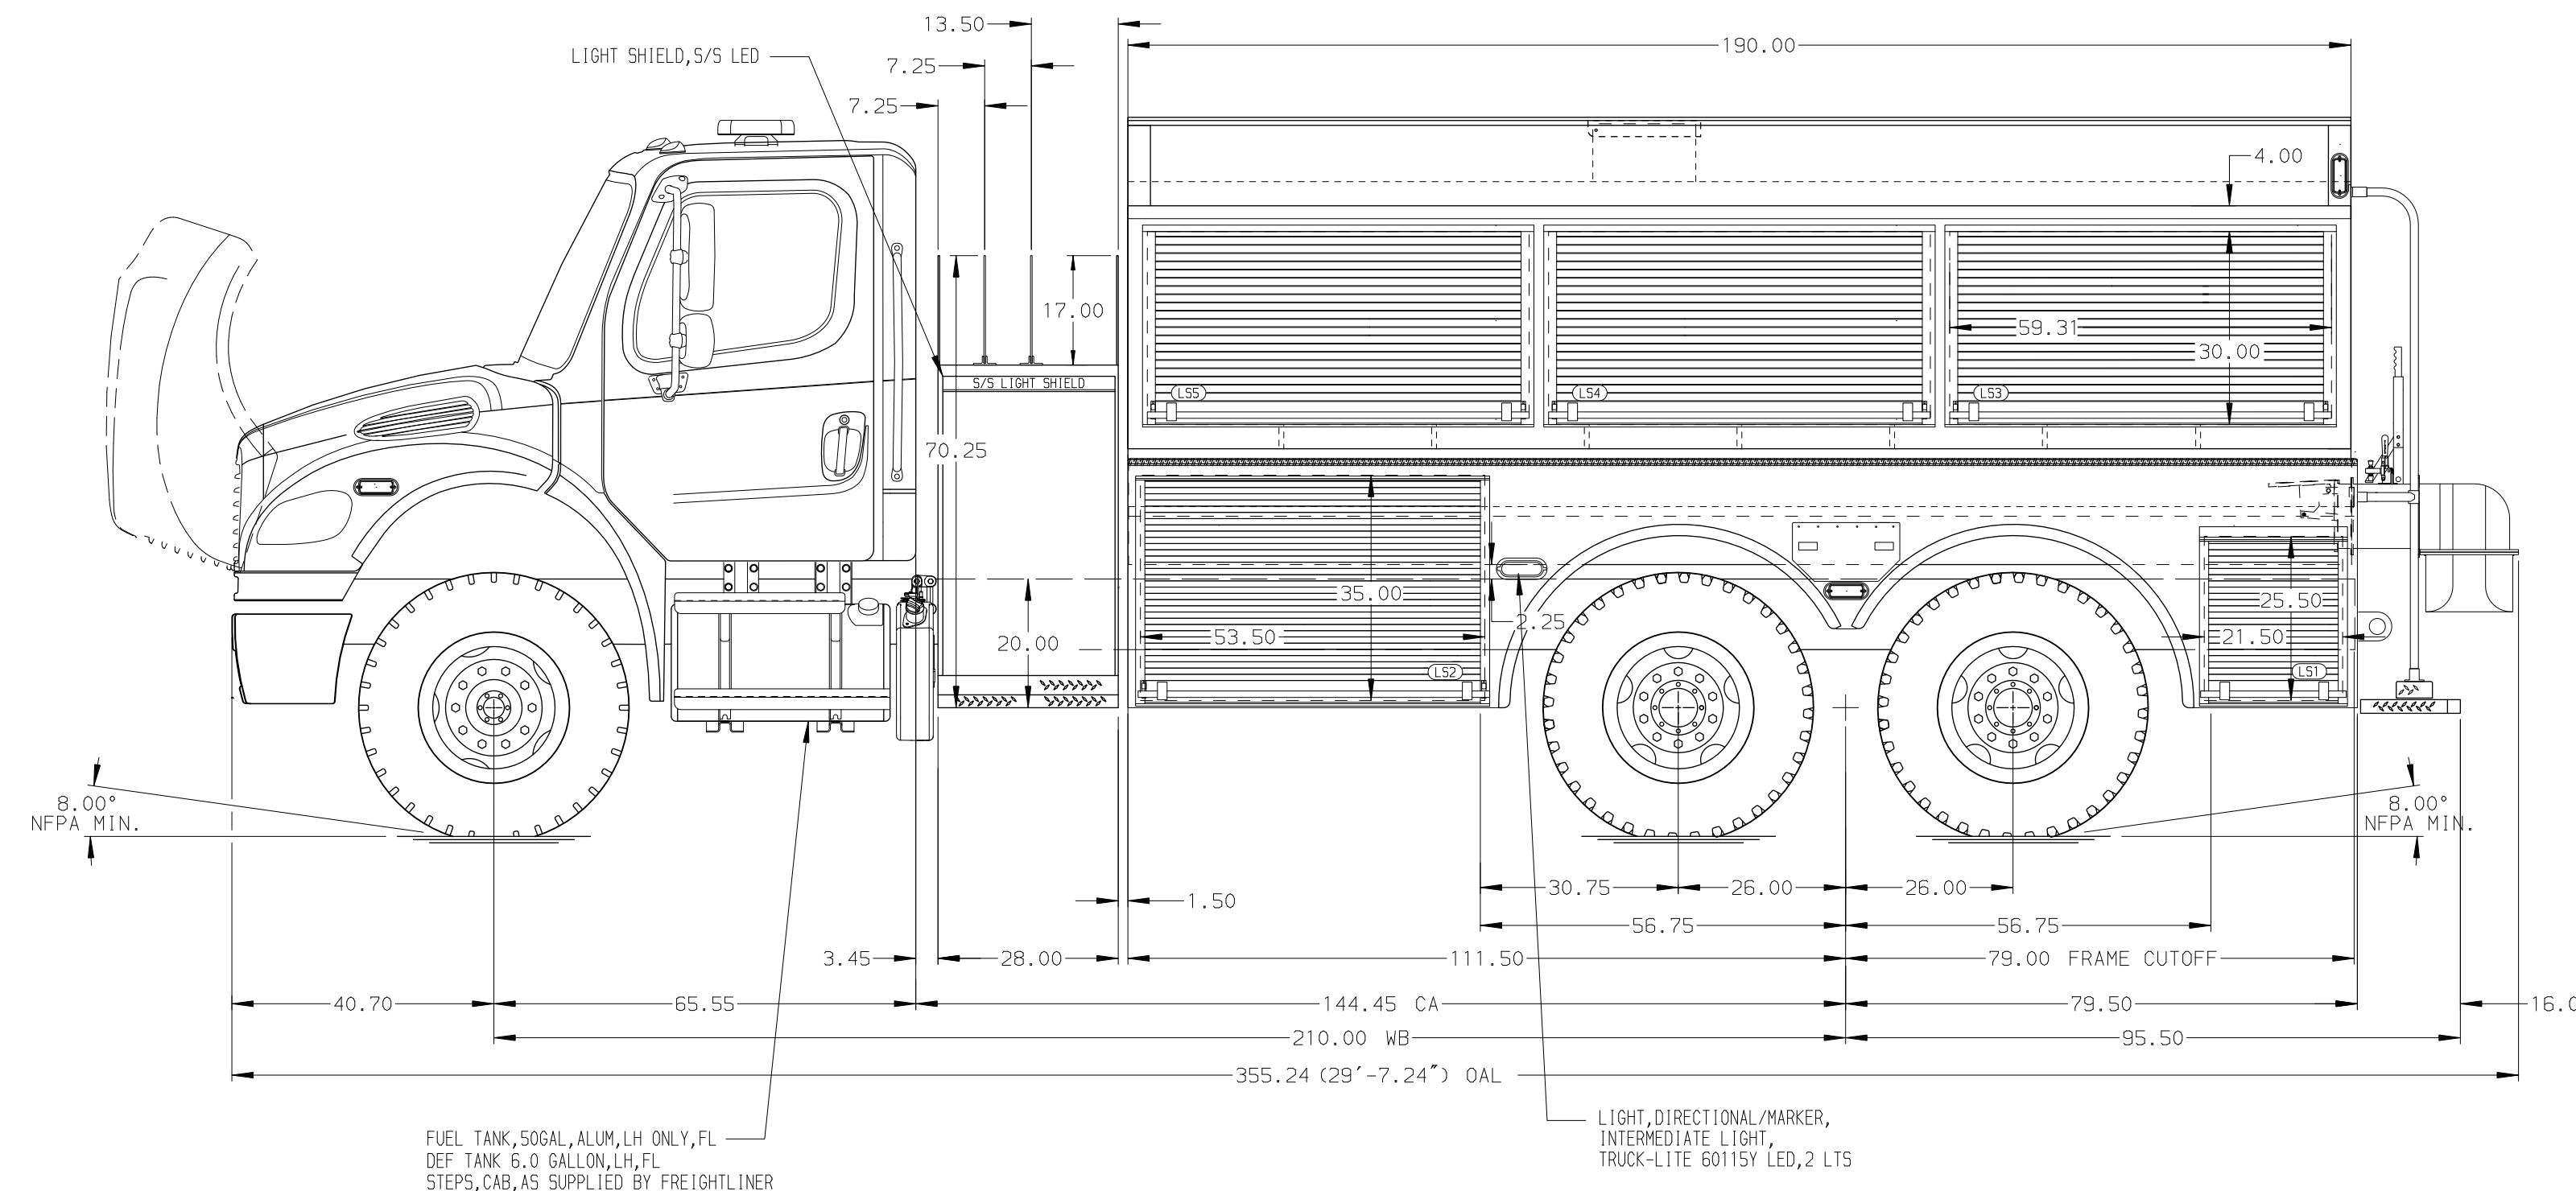 13.50
190.00
LIGHT SHIELD,S/S LED
7.25
7.25
4.00
17.00
59.31
30.00
S/S LIGHT SHIELD
LS5
LS4
LS3
70.25
35.00
2.25
25.50
53.50
21.50
20.00
LS2
LS1
8.00°
NFPA MIN.
8.00°
NFPA MIN.
30.75
26.00
26.00
1.50
56.75
56.75
3.45
28.00
111.50
79.00 FRAME CUTOFF
40.70
65.55
144.45 CA
79.50
210.00 WB
95.50
355.24 (29'-7.24") OAL
LIGHT,DIRECTIONAL/MARKER,
INTERMEDIATE LIGHT,
TRUCK-LITE 60115Y LED,2 LTS
FUEL TANK,50GAL,ALUM,LH ONLY,FL
DEF TANK 6.0 GALLON,LH,FL
STEPS,CAB,AS SUPPLIED BY FREIGHTLINER